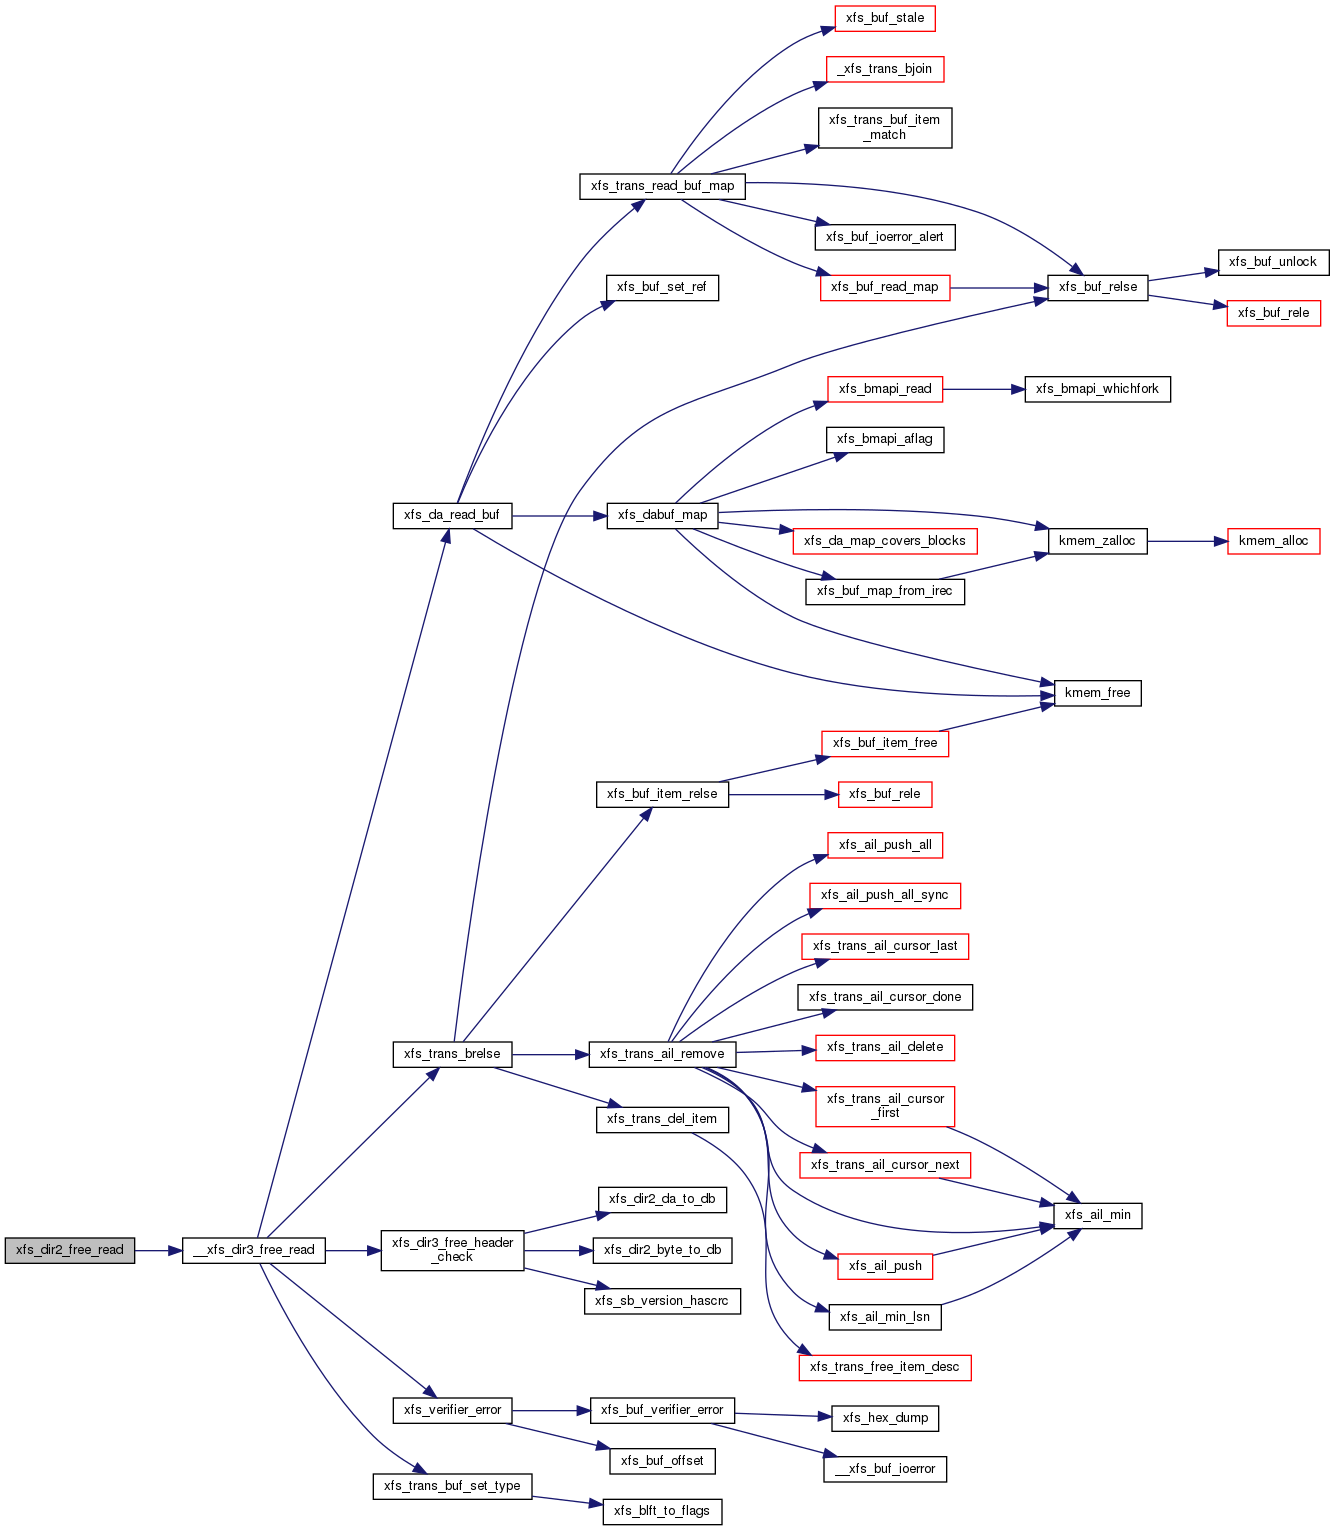 xfs_buf_stale
_xfs_trans_bjoin
xfs_trans_buf_item
_match
xfs_trans_read_buf_map
xfs_buf_ioerror_alert
xfs_buf_unlock
xfs_buf_set_ref
xfs_buf_read_map
xfs_buf_relse
xfs_buf_rele
xfs_bmapi_read
xfs_bmapi_whichfork
xfs_bmapi_aflag
xfs_da_read_buf
xfs_dabuf_map
xfs_da_map_covers_blocks
kmem_zalloc
kmem_alloc
xfs_buf_map_from_irec
kmem_free
xfs_buf_item_free
xfs_buf_item_relse
xfs_buf_rele
xfs_ail_push_all
xfs_ail_push_all_sync
xfs_trans_ail_cursor_last
xfs_trans_ail_cursor_done
xfs_trans_brelse
xfs_trans_ail_remove
xfs_trans_ail_delete
xfs_trans_ail_cursor
_first
xfs_trans_del_item
xfs_trans_ail_cursor_next
xfs_dir2_da_to_db
xfs_ail_min
xfs_dir2_free_read
__xfs_dir3_free_read
xfs_dir3_free_header
_check
xfs_dir2_byte_to_db
xfs_ail_push
xfs_sb_version_hascrc
xfs_ail_min_lsn
xfs_trans_free_item_desc
xfs_verifier_error
xfs_buf_verifier_error
xfs_hex_dump
xfs_buf_offset
__xfs_buf_ioerror
xfs_trans_buf_set_type
xfs_blft_to_flags